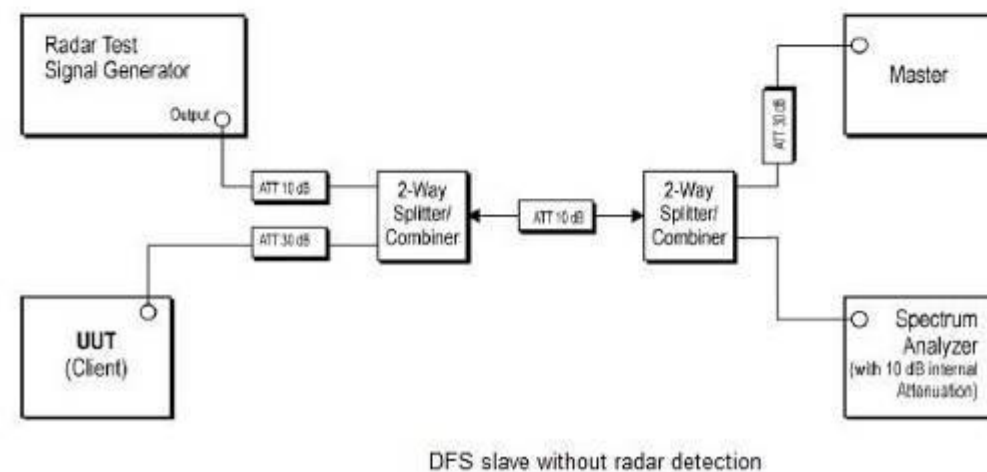 Radar Test
Signal Generator
Output
ATT 10 dB
ATT 30 dB
2-Way
Splitter/
Combiner
ATT 10 dB
2-Way
Splitter/
Combiner
ATT 30 dB
Master
UUT
(Client)
Spectrum
Analyzer
(with 10 dB internal
Attenuation)
DFS slave without radar detection